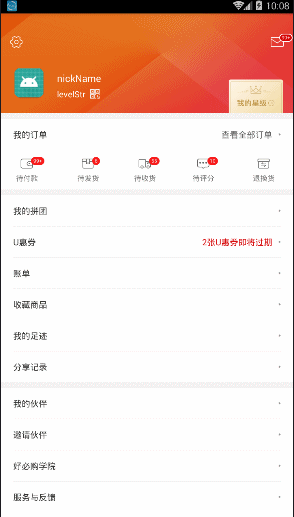 10:08
99+
nickName
levelStr
我的星级
我的订单
查看全部订单
99+
待付款
待发货
待收货
10
待评分
退换货
我的拼团
U惠券
2张U惠券即将过期
账单
收藏商品
我的足迹
分享记录
我的伙伴
邀请伙伴
好必购学院
服务与反馈